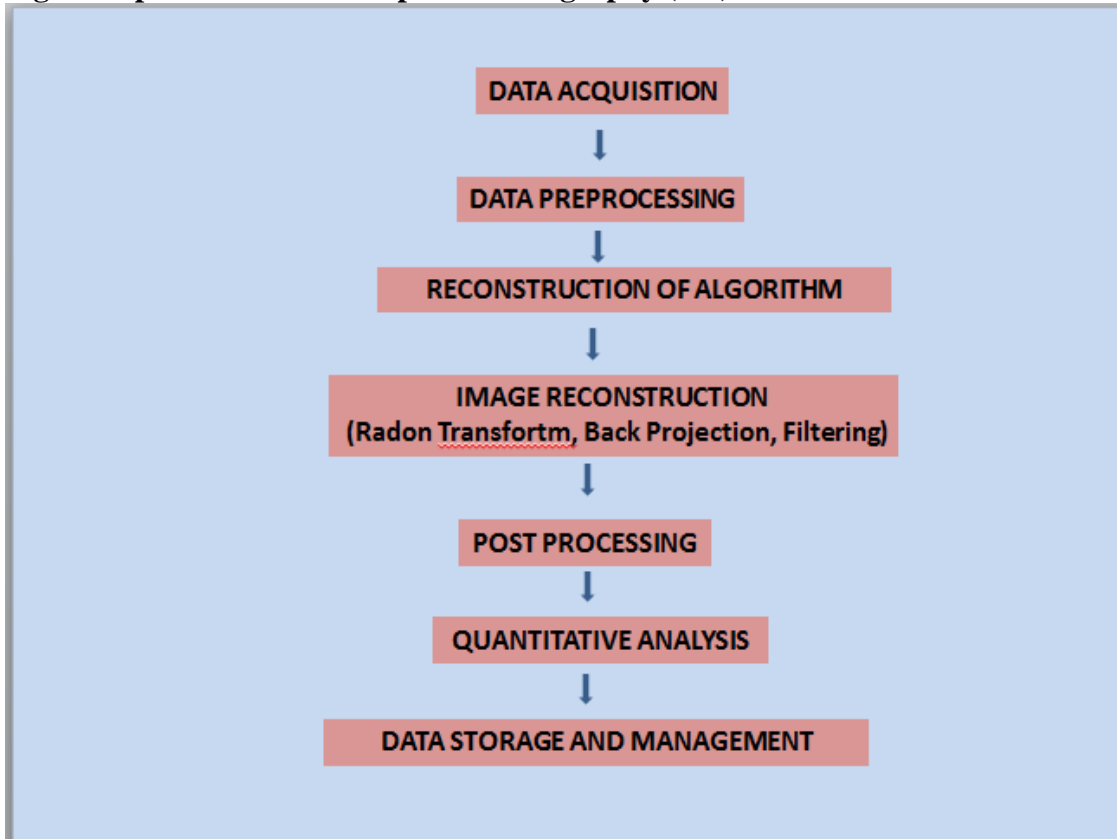 DATA ACQUISITION
DATA PREPROCESSING
RECONSTRUCTION OF ALGORITHM
IMAGE RECONSTRUCTION
(Radon Transfortm, Back Projection, Filtering)
POST PROCESSING
QUANTITATIVE ANALYSIS
DATA STORAGE AND MANAGEMENT